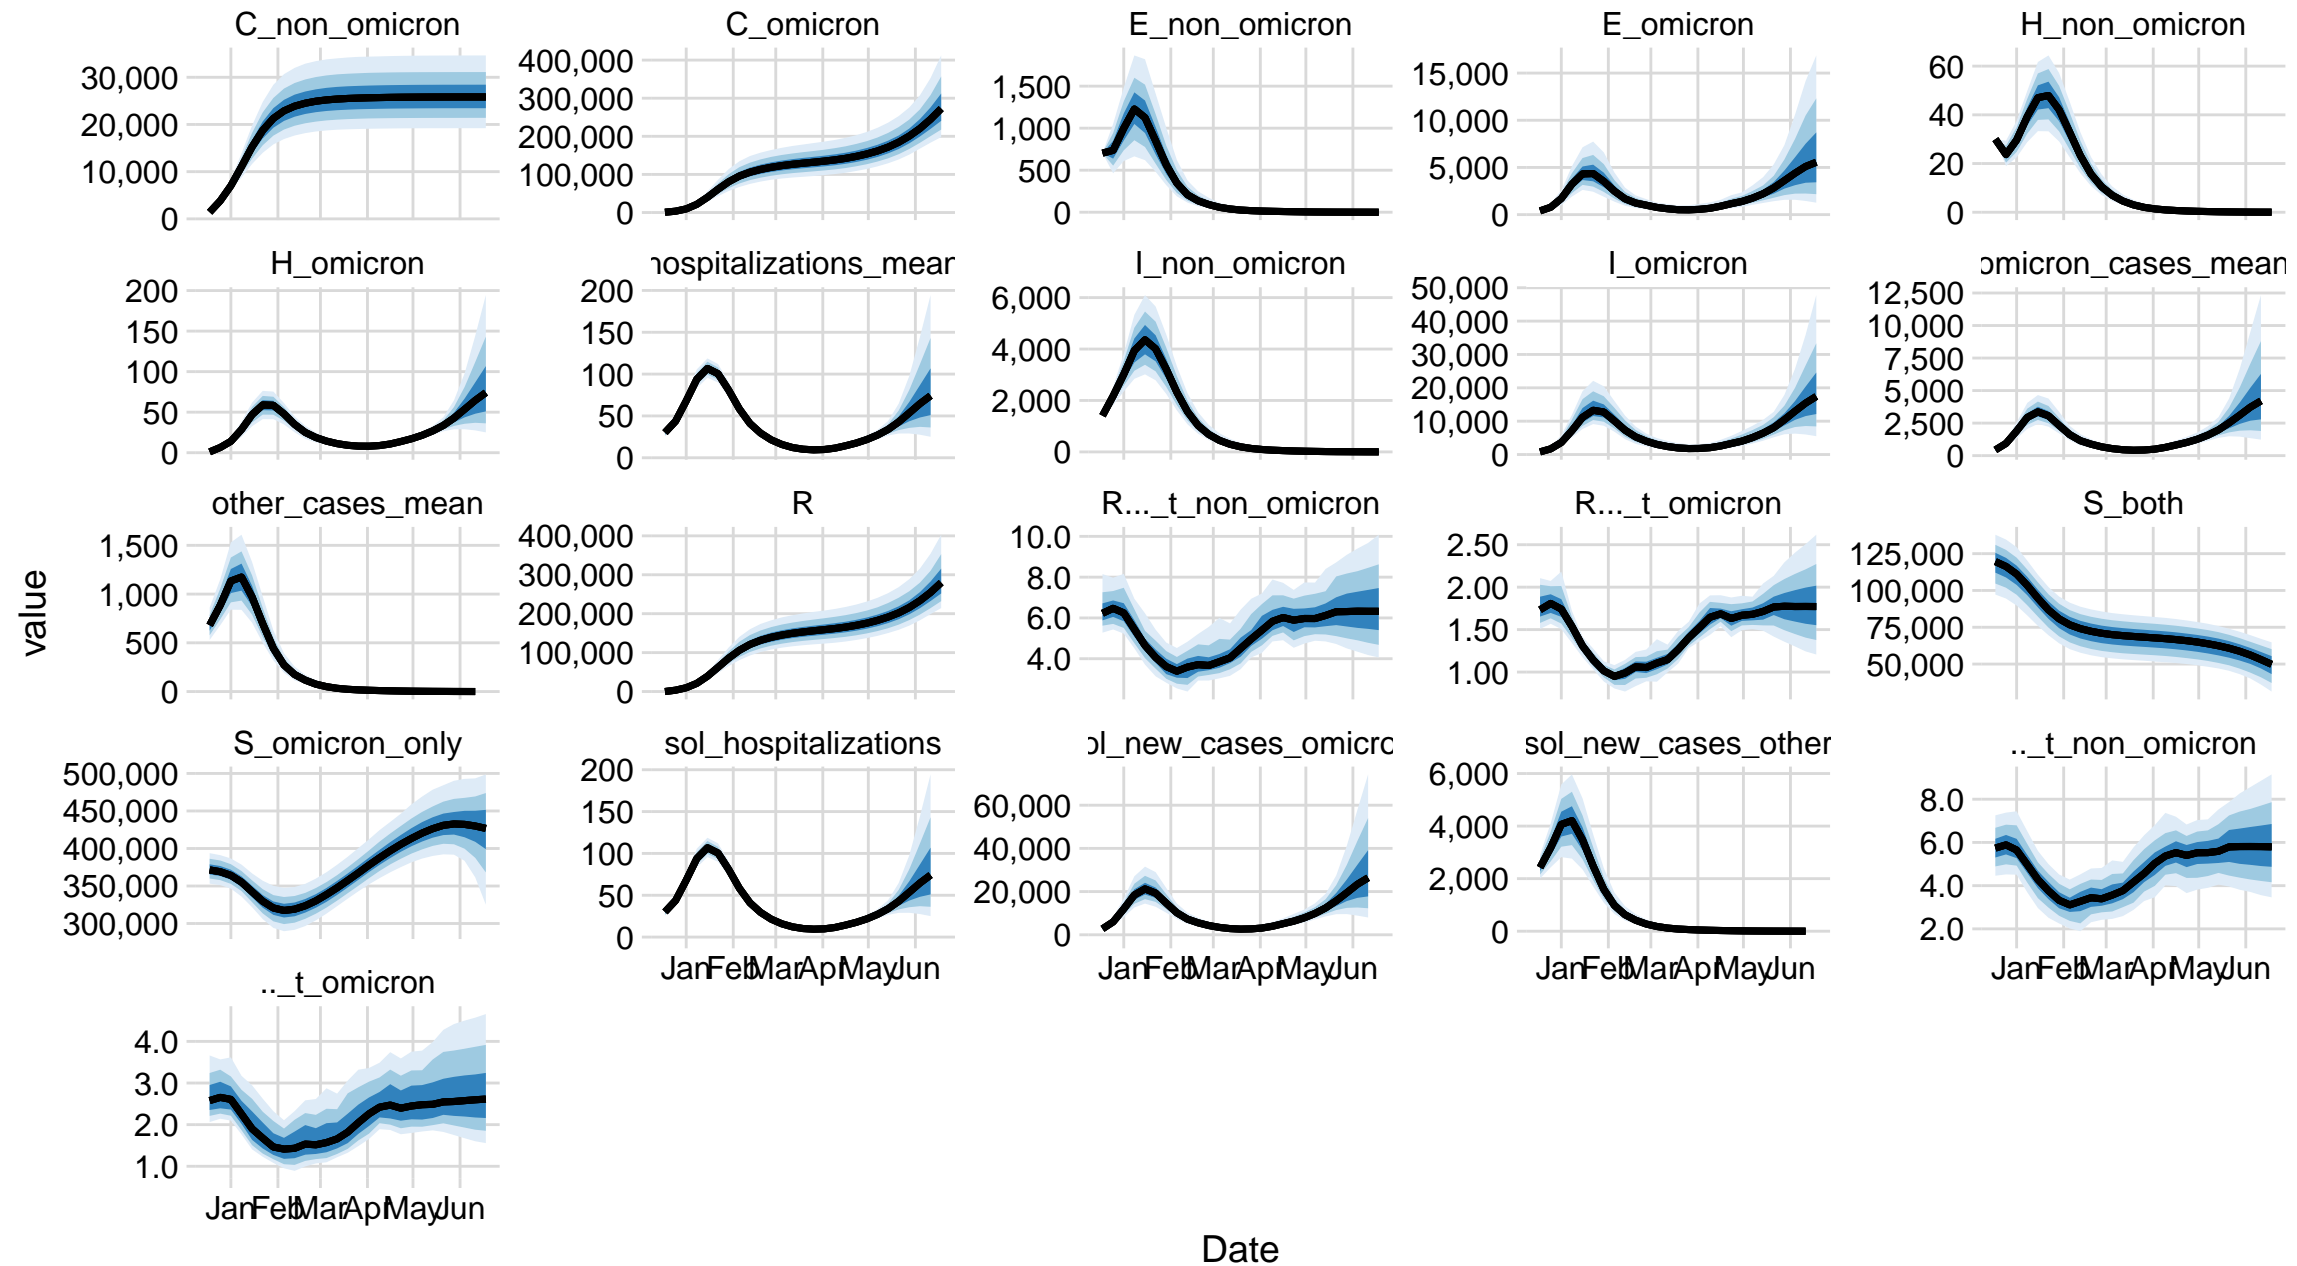 C_non_omicron C_omicron E_non_omicron E_omicron H_non_omicron
30,000 20,000 10,000 0
400,000 300,000 200,000 100,000 0
1,500 1,000 500 0
15,000 10,000 5,000 0
60 40 20 0
H_omicron hospitalizations_mean I_non_omicron I_omicron omicron_cases_mean
200 150 100 50 0
200 150 100 50 0
6,000 4,000 2,000 0
50,000 40,000 30,000 20,000 10,000 0
12,500 10,000 7,500 5,000 2,500 0
other_cases_mean R R..._t_non_omicron R..._t_omicron S_both
1,500 1,000 500 0
400,000 300,000 200,000 100,000 0
10.0 8.0 6.0 4.0
2.50 2.00 1.50 1.00
125,000 100,000 75,000 50,000
S_omicron_only sol_hospitalizations ol_new_cases_omicro sol_new_cases_other .._t_non_omicron
500,000 450,000 400,000 350,000 300,000
200 150 100 50 0
60,000 40,000 20,000 0
6,000 4,000 2,000 0
8.0 6.0 4.0 2.0
Jan Feb Mar Apr May Jun
Jan Feb Mar Apr May Jun
Jan Feb Mar Apr May Jun
Jan Feb Mar Apr May Jun
.._t_omicron
4.0 3.0 2.0 1.0
Jan Feb Mar Apr May Jun
value
Date